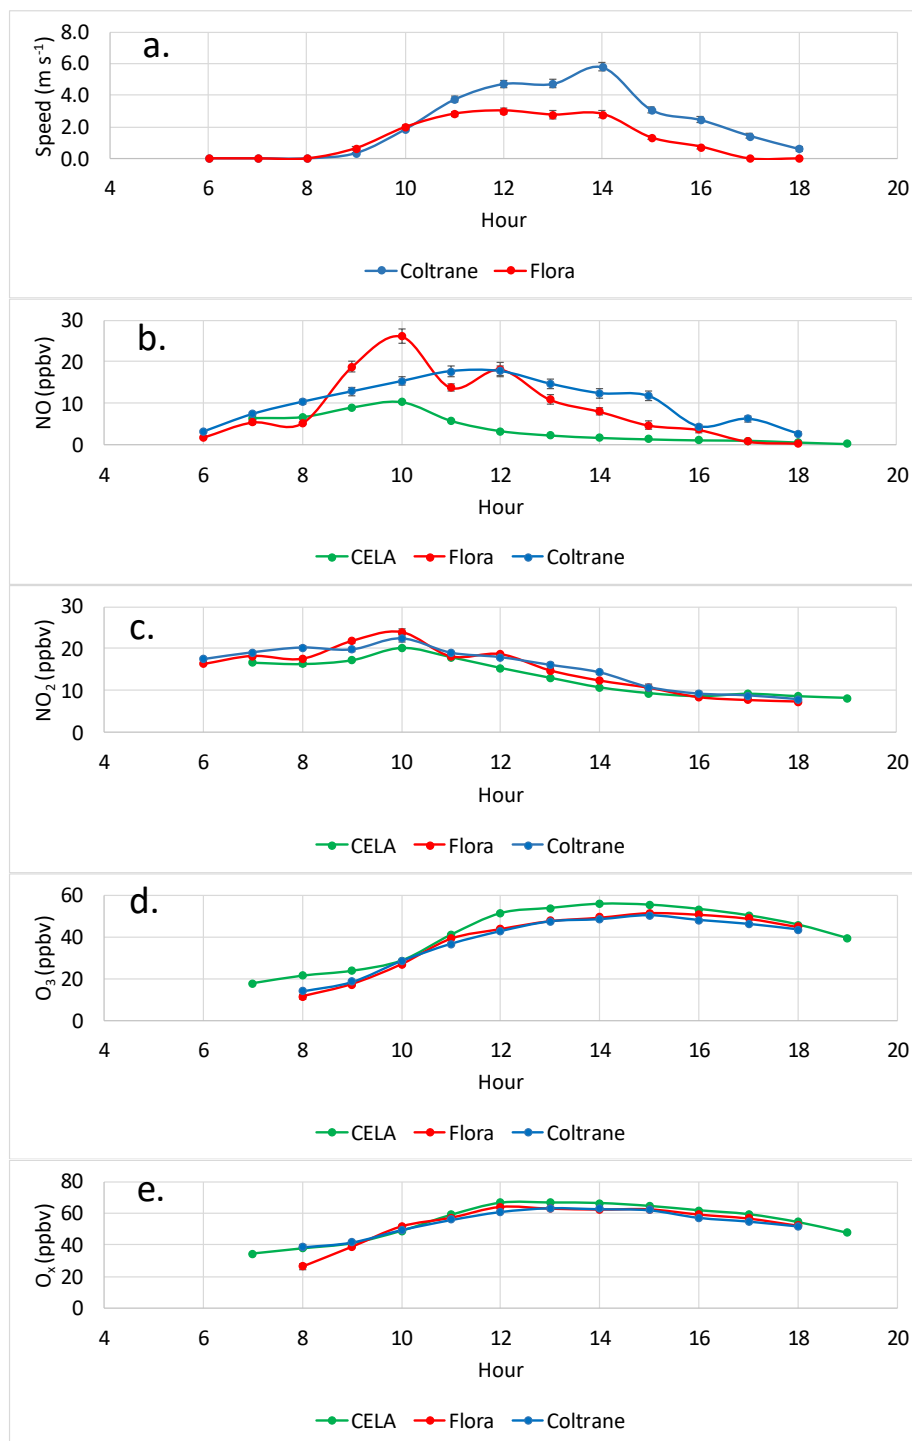 a.
Speed (m s⁻¹)
8.0
6.0
4.0
2.0
0.0
4 6 8 10 12 14 16 18 20
Hour
Coltrane Flora
b.
NO (ppbv)
30
20
10
0
4 6 8 10 12 14 16 18 20
Hour
CELA Flora Coltrane
c.
NO₂ (ppbv)
30
20
10
0
4 6 8 10 12 14 16 18 20
Hour
CELA Flora Coltrane
d.
O₃ (ppbv)
60
40
20
0
4 6 8 10 12 14 16 18 20
Hour
CELA Flora Coltrane
e.
Oₓ (ppbv)
80
60
40
20
0
4 6 8 10 12 14 16 18 20
Hour
CELA Flora Coltrane